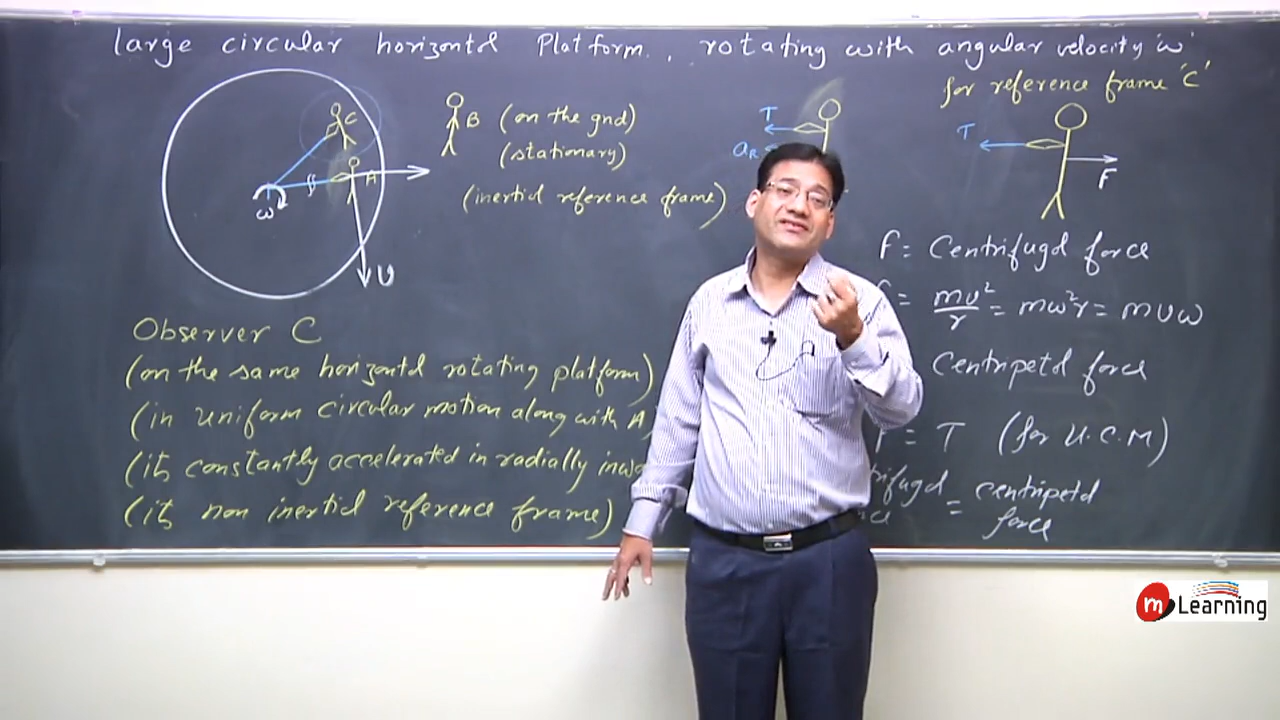 large circular horizontal Platform., rotating with angular velocity 'ω'
for reference frame 'C'
C
A
ω
υ
B (on the gnd)
(stationary)
(inertial reference frame)
T
aR
T
F
F = Centrifugal force
= mυ²/r = mω²r = mυω
Centripetal force
= T (for U.C.M)
= centripetal force
Observer C
(on the same horizontal rotating platform)
(in uniform circular motion along with A
(its constantly accelerated in radially
(its non inertial reference frame)
m Learning